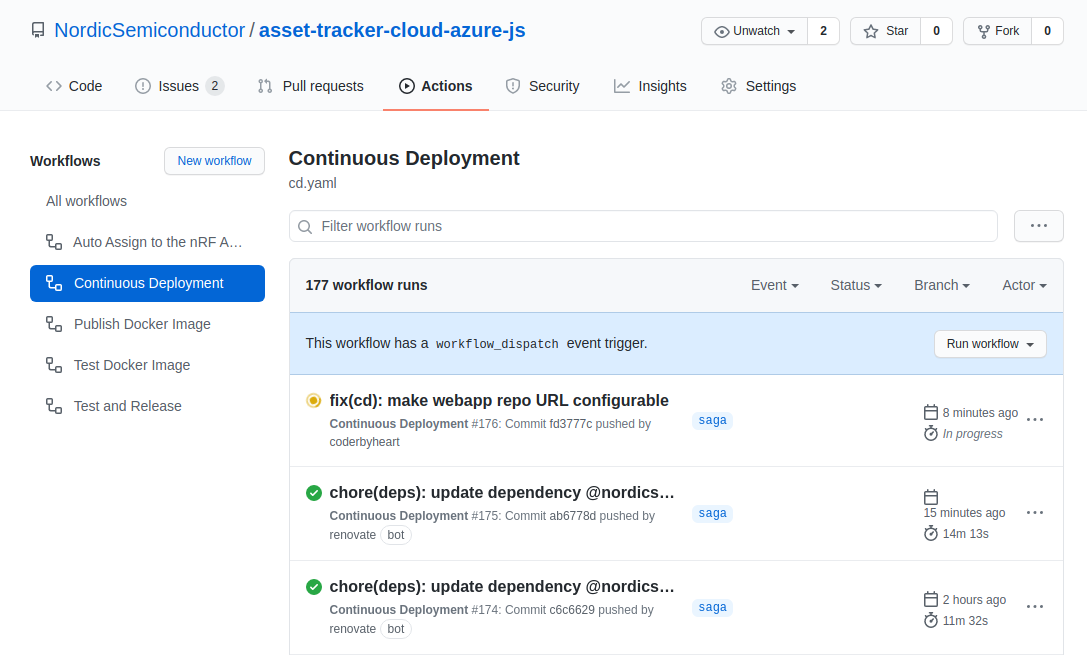 NordicSemiconductor / asset-tracker-cloud-azure-js
Unwatch 2
Star 0
Fork 0
Code
Issues 2
Pull requests
Actions
Security
Insights
Settings
Workflows
New workflow
All workflows
Auto Assign to the nRF A…
Continuous Deployment
Publish Docker Image
Test Docker Image
Test and Release
Continuous Deployment
cd.yaml
Filter workflow runs
177 workflow runs
Event
Status
Branch
Actor
This workflow has a workflow_dispatch event trigger.
Run workflow
fix(cd): make webapp repo URL configurable
Continuous Deployment #176: Commit fd3777c pushed by
coderbyheart
saga
8 minutes ago
In progress
chore(deps): update dependency @nordics…
Continuous Deployment #175: Commit ab6778d pushed by
renovate bot
saga
15 minutes ago
14m 13s
chore(deps): update dependency @nordics…
Continuous Deployment #174: Commit c6c6629 pushed by
renovate bot
saga
2 hours ago
11m 32s